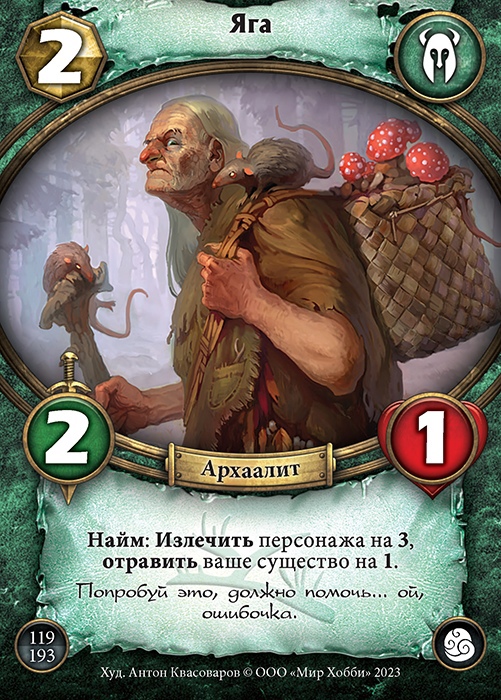 Яга
2
2
1
Архаалит
Найм: Излечить персонажа на 3,
отравить ваше существо на 1.
Попробуй это, должно помочь... ой,
ошибочка.
119
193
Худ. Антон Квасоваров © ООО «Мир Хобби» 2023